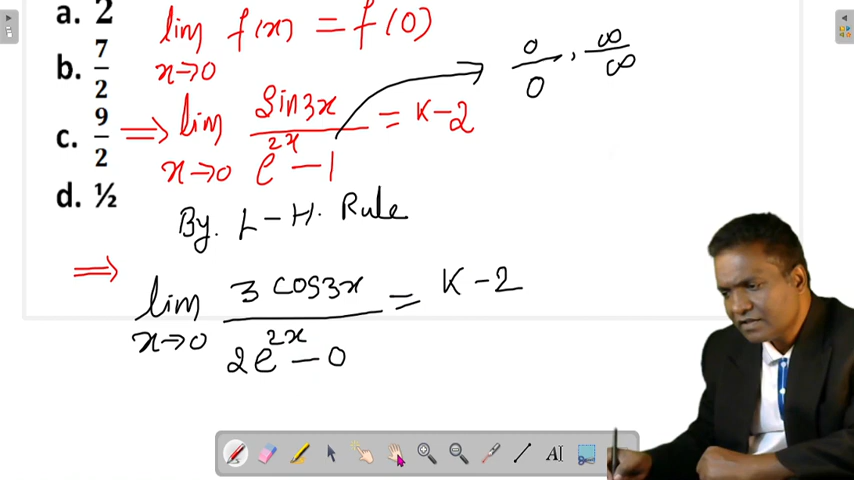 a. 2
lim f(x) = f(0)
x→0
b. 7/2
0/0, ∞/∞
c. 9/2
⇒ lim sin3x / e^2x − 1 = K−2
x→0
d. ½
By. L−H. Rule
⇒
lim 3 cos3x / 2e^2x − 0 = K−2
x→0
AI